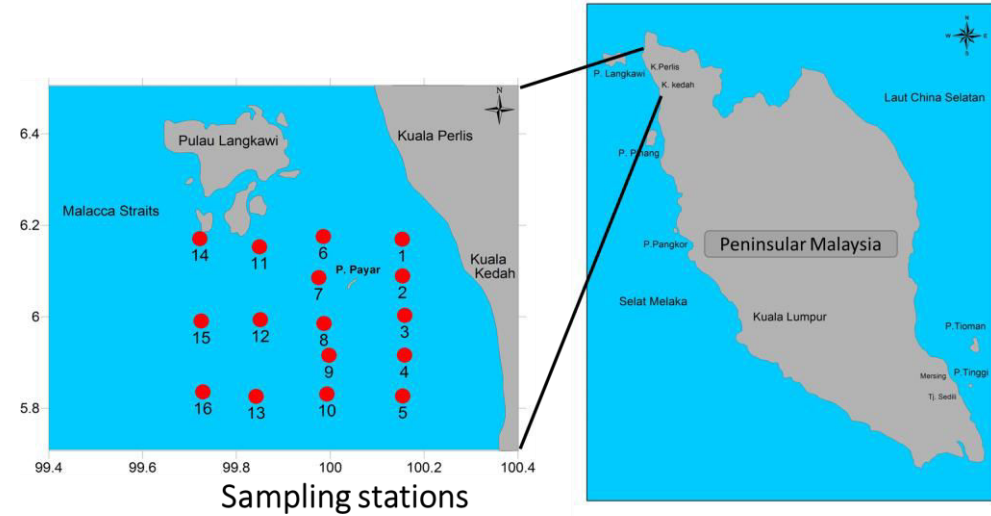 N
6.4
Pulau Langkawi
Kuala Perlis
Malacca Straits
6.2
14
11
6
1
Kuala
Kedah
P. Payar
7
2
6
15
12
8
3
9
4
5.8
16
13
10
5
99.4
99.6
99.8
100
100.2
100.4
Sampling stations
N
W
E
S
K.Perlis
P. Langkawi
K. kedah
Laut China Selatan
P. Pinang
P.Pangkor
Peninsular Malaysia
Selat Melaka
Kuala Lumpur
P.Tioman
Mersing
P.Tinggi
Tj. Sedili